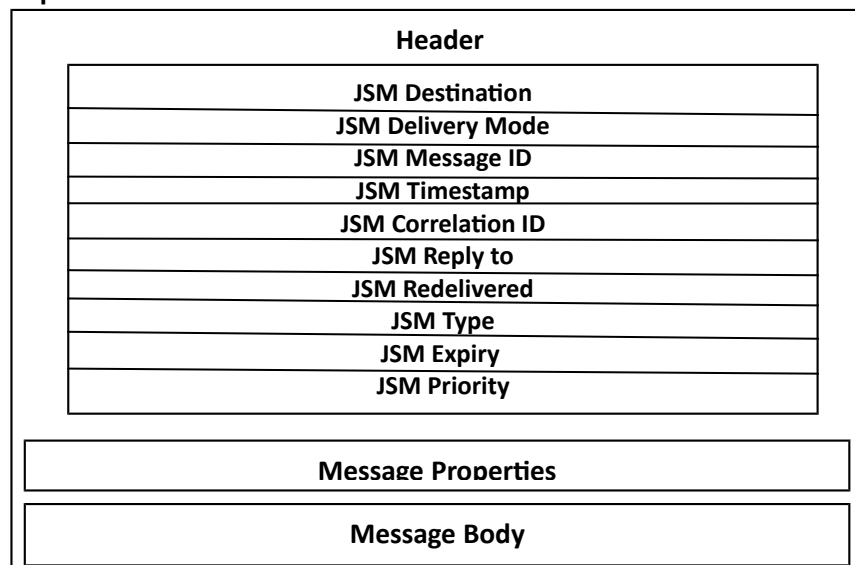 Header
JSM Destination
JSM Delivery Mode
JSM Message ID
JSM Timestamp
JSM Correlation ID
JSM Reply to
JSM Redelivered
JSM Type
JSM Expiry
JSM Priority
Message Properties
Message Body